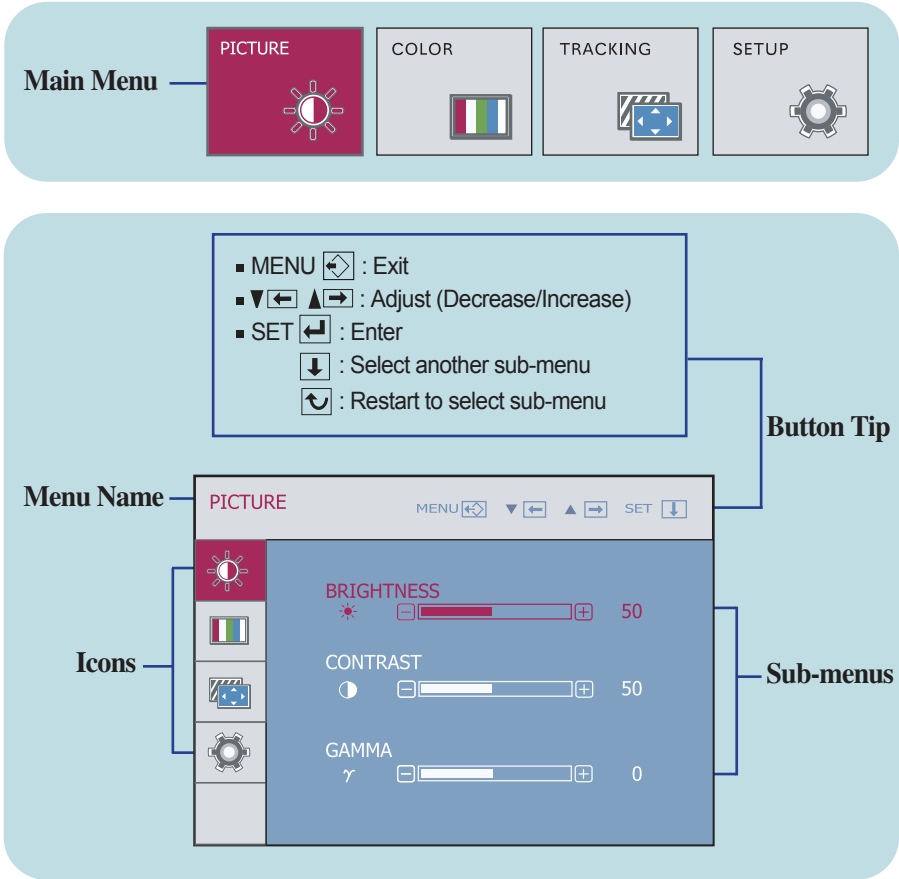 PICTURE COLOR TRACKING SETUP
Main Menu
MENU : Exit
: Adjust (Decrease/Increase)
SET : Enter
: Select another sub-menu
: Restart to select sub-menu
Button Tip
Menu Name
PICTURE MENU SET
BRIGHTNESS
50
Icons
CONTRAST
50
Sub-menus
GAMMA
γ 0